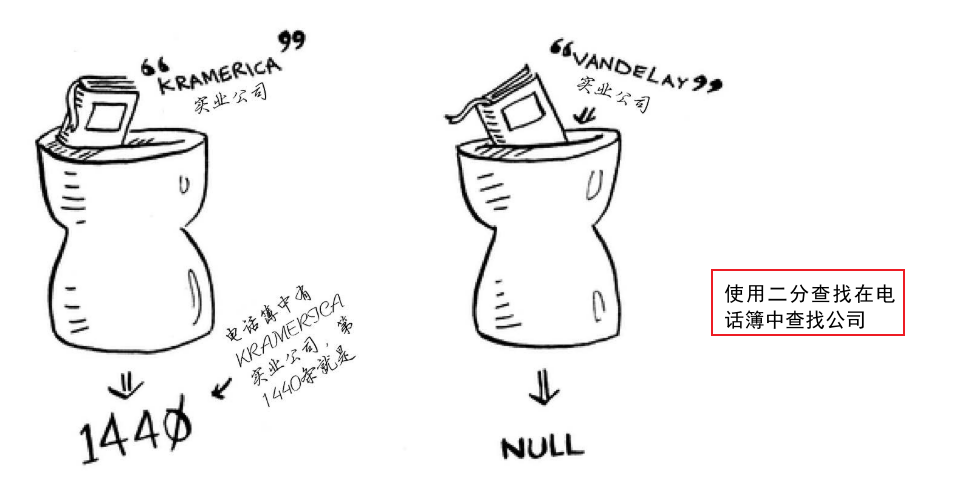 “KRAMERICA”
实业公司
电话簿中有
KRAMERICA
实业公司，第
1440条就是
1440
“VANDELAY”
实业公司
NULL
使用二分查找在电
话簿中查找公司